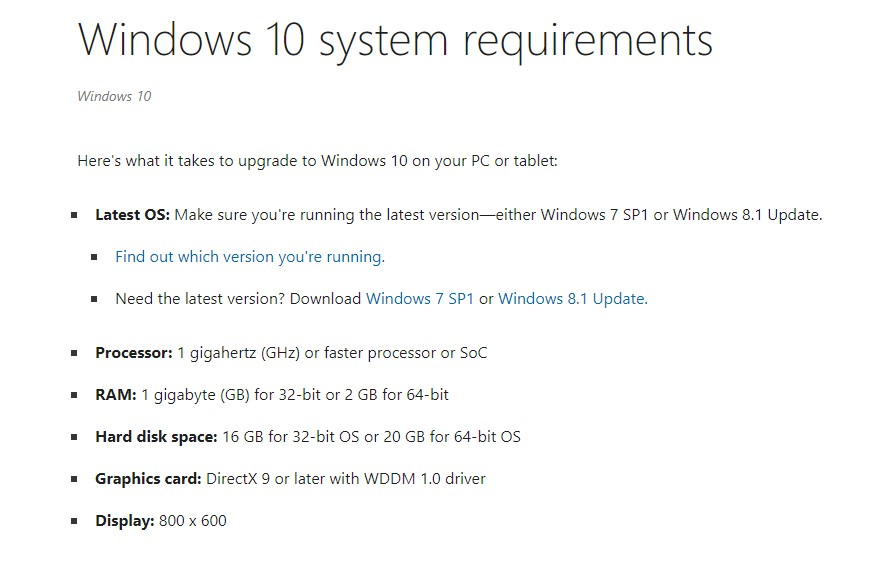 Windows 10 system requirements
Windows 10
Here's what it takes to upgrade to Windows 10 on your PC or tablet:
Latest OS: Make sure you're running the latest version—either Windows 7 SP1 or Windows 8.1 Update.
Find out which version you're running.
Need the latest version? Download Windows 7 SP1 or Windows 8.1 Update.
Processor: 1 gigahertz (GHz) or faster processor or SoC
RAM: 1 gigabyte (GB) for 32-bit or 2 GB for 64-bit
Hard disk space: 16 GB for 32-bit OS or 20 GB for 64-bit OS
Graphics card: DirectX 9 or later with WDDM 1.0 driver
Display: 800 x 600